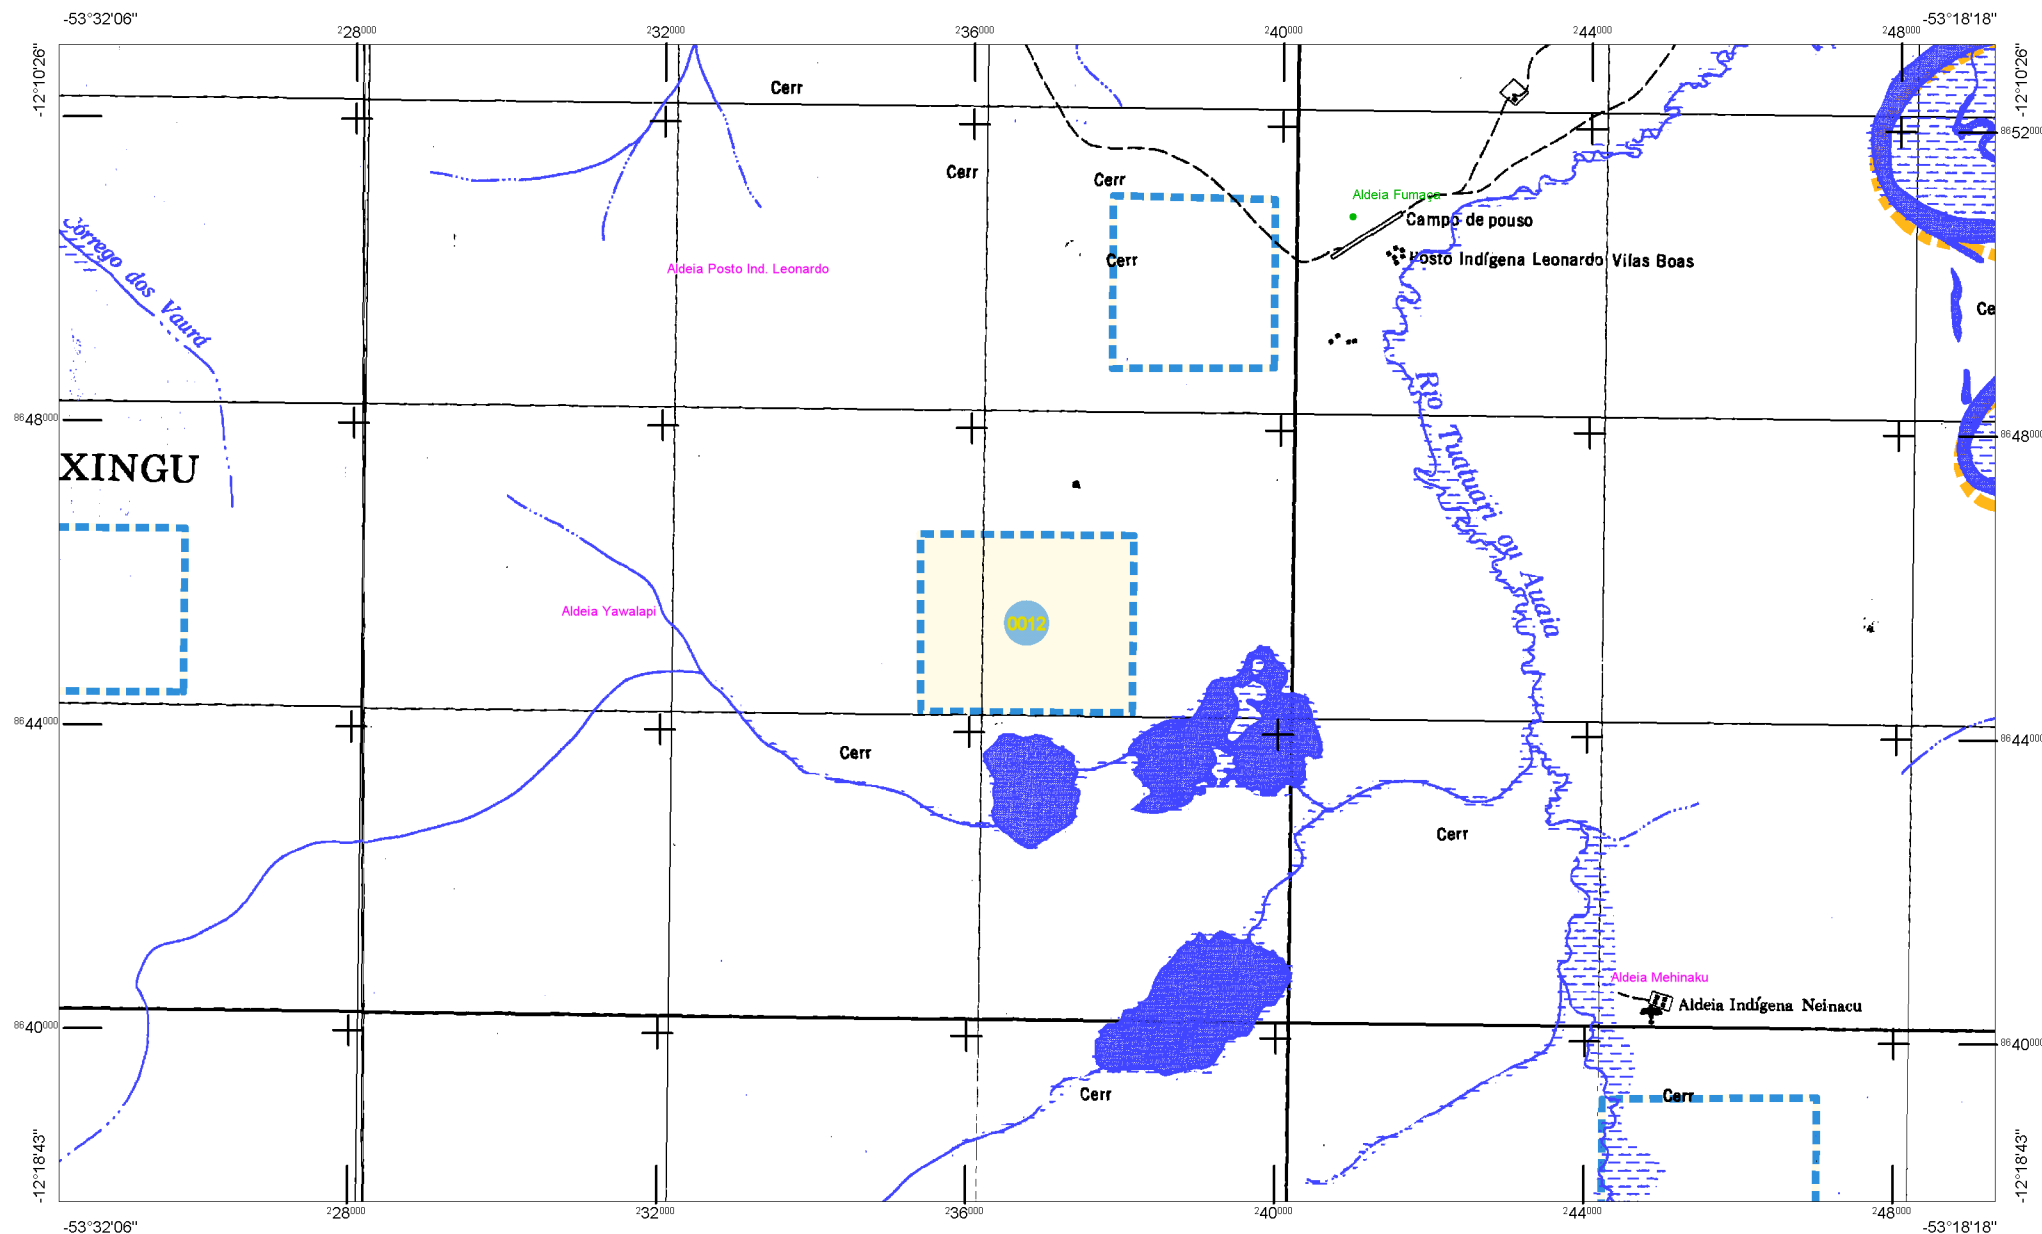 -53°32'06"
-53°18'18"
228000
232000
236000
240000
244000
248000
-12°10'26"
-12°10'26"
Cerr
8652000
Cerr
Cerr
Aldeia Fumaça
Campo de pouso
Córrego dos Vaurá
Aldeia Posto Ind. Leonardo
Cerr
Posto Indígena Leonardo Vilas Boas
Ce
8648000
8648000
XINGU
Rio Tuatuari ou Auaia
Aldeia Yawalapi
0012
8644000
8644000
Cerr
Cerr
Aldeia Mehinaku
Aldeia Indígena Neinacu
8640000
8640000
Cerr
Cerr
-12°18'43"
-12°18'43"
228000
232000
236000
240000
244000
248000
-53°32'06"
-53°18'18"